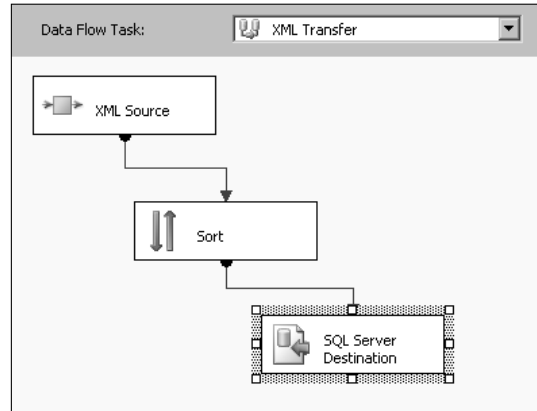 Data Flow Task: XML Transfer
XML Source
Sort
SQL Server
Destination